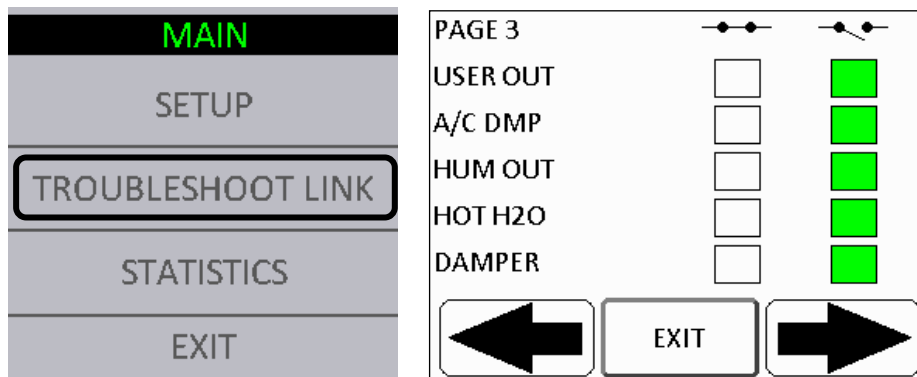 MAIN
SETUP
TROUBLESHOOT LINK
STATISTICS
EXIT
PAGE 3
USER OUT
A/C DMP
HUM OUT
HOT H2O
DAMPER
EXIT